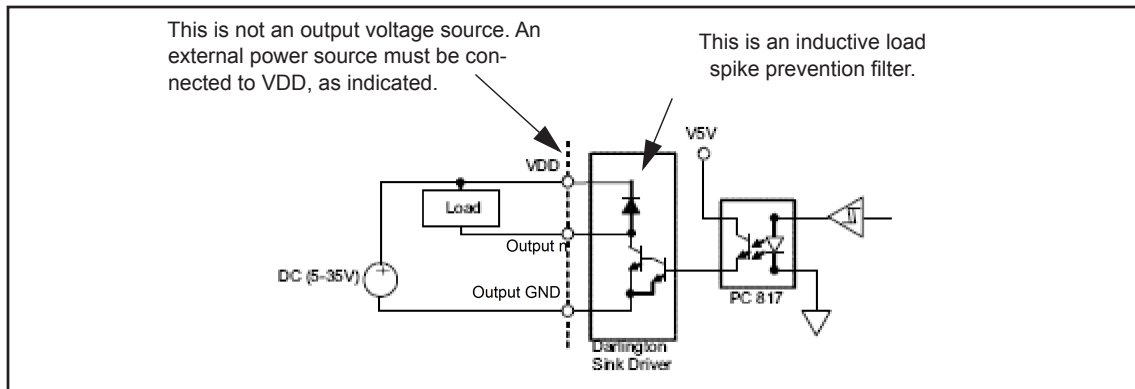 This is not an output voltage source. An
external power source must be con-
nected to VDD, as indicated.
This is an inductive load
spike prevention filter.
V5V
VDD
Load
Output n
DC (5-35V)
+
Output GND
PC 817
Darlington
Sink Driver